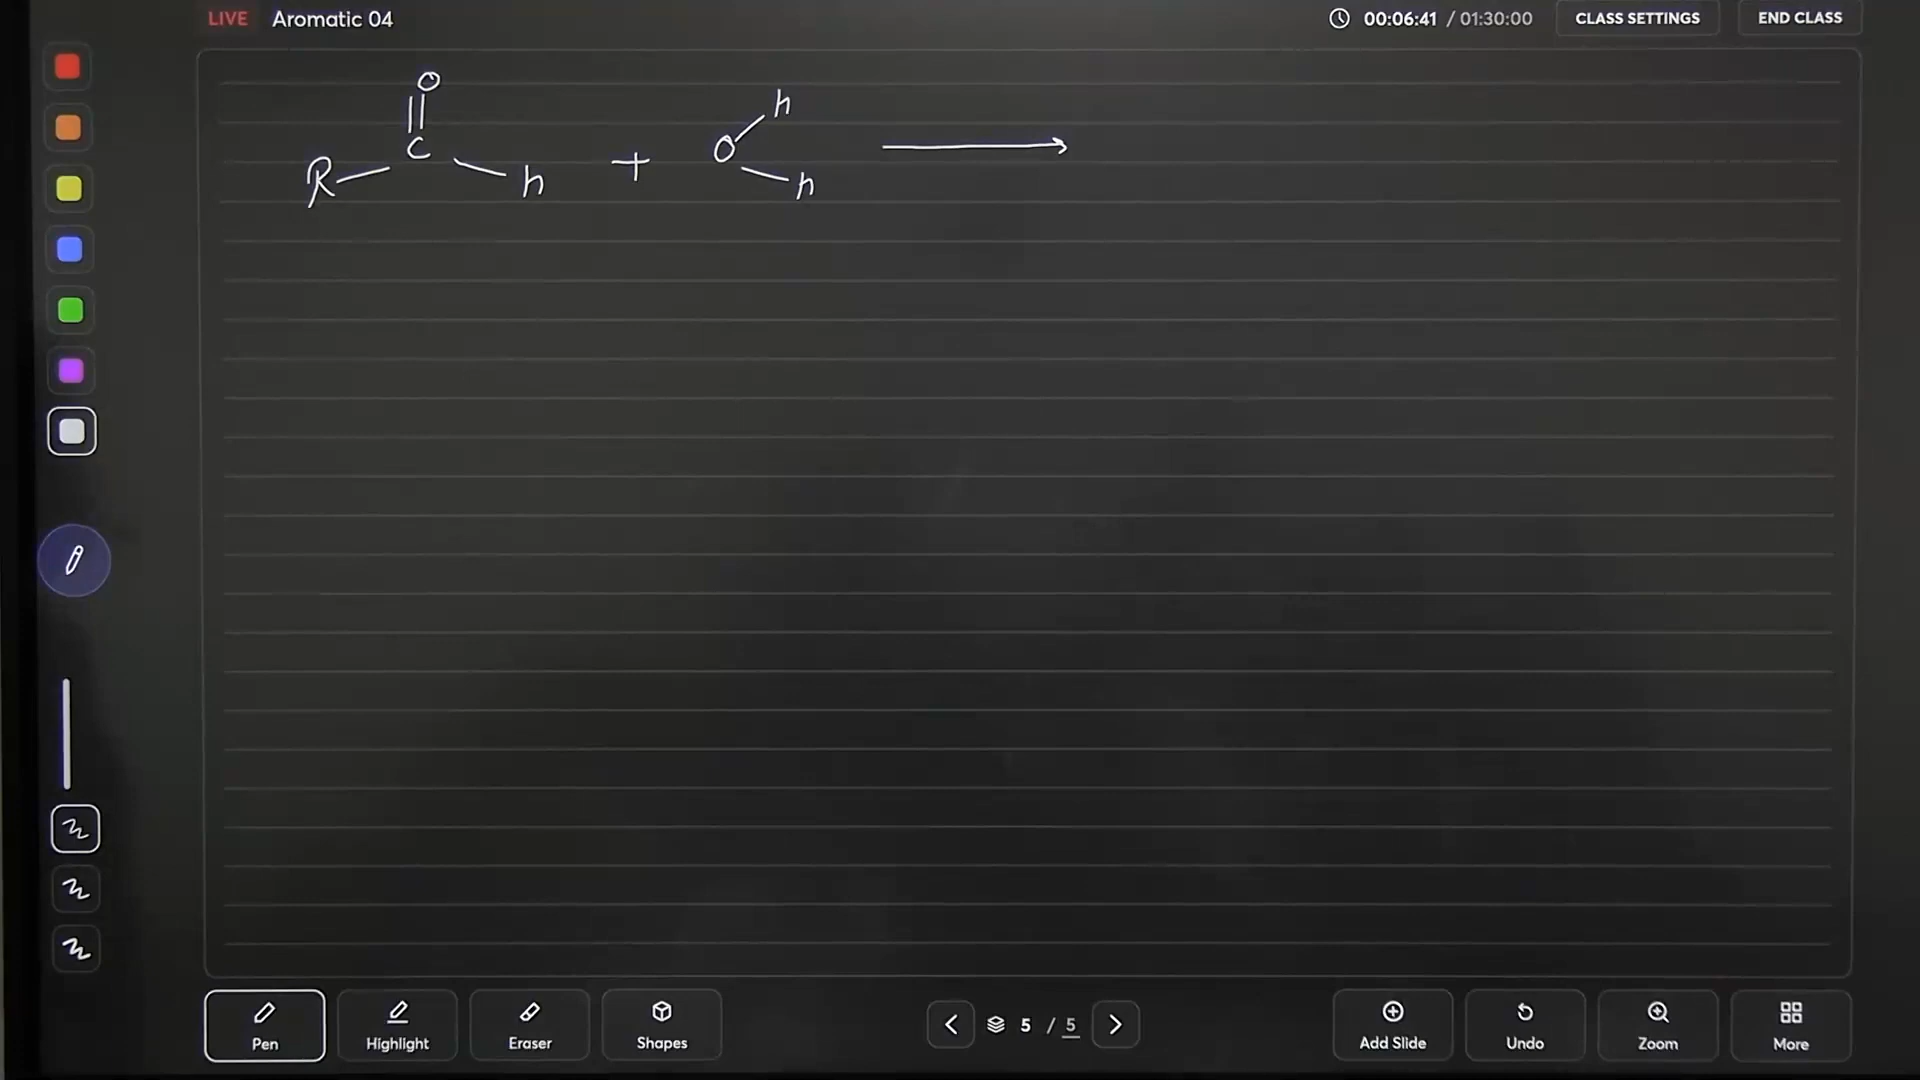 LIVE Aromatic 04 00:06:41 / 01:30:00 CLASS SETTINGS END CLASS
O
h
C O
R h + h
Pen Highlight Eraser Shapes 5 / 5 Add Slide Undo Zoom More